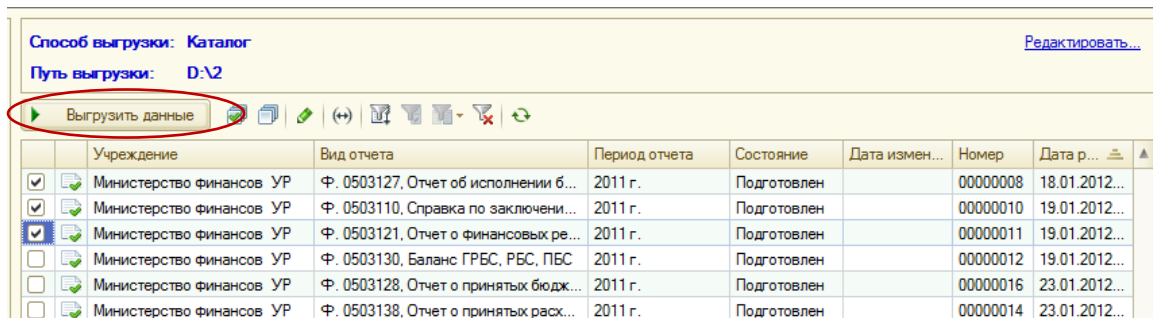 Способ выгрузки: Каталог Редактировать...
Путь выгрузки: D:\2
Выгрузить данные
Учреждение Вид отчета Период отчета Состояние Дата измен... Номер Дата р...
Министерство финансов УР Ф. 0503127, Отчет об исполнении б... 2011 г. Подготовлен 00000008 18.01.2012...
Министерство финансов УР Ф. 0503110, Справка по заключени... 2011 г. Подготовлен 00000010 19.01.2012...
Министерство финансов УР Ф. 0503121, Отчет о финансовых ре... 2011 г. Подготовлен 00000011 19.01.2012...
Министерство финансов УР Ф. 0503130, Баланс ГРБС, РБС, ПБС 2011 г. Подготовлен 00000012 19.01.2012...
Министерство финансов УР Ф. 0503128, Отчет о принятых бюдж... 2011 г. Подготовлен 00000016 23.01.2012...
Министерство финансов УР Ф. 0503138, Отчет о принятых расх... 2011 г. Подготовлен 00000014 23.01.2012...